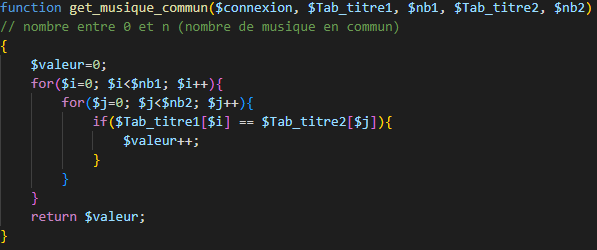 function get_musique_commun($connexion, $Tab_titre1, $nb1, $Tab_titre2, $nb2)
// nombre entre 0 et n (nombre de musique en commun)
{
    $valeur=0;
    for($i=0; $i<$nb1; $i++){
        for($j=0; $j<$nb2; $j++){
            if($Tab_titre1[$i] == $Tab_titre2[$j]){
                $valeur++;
            }
        }
    }
    return $valeur;
}